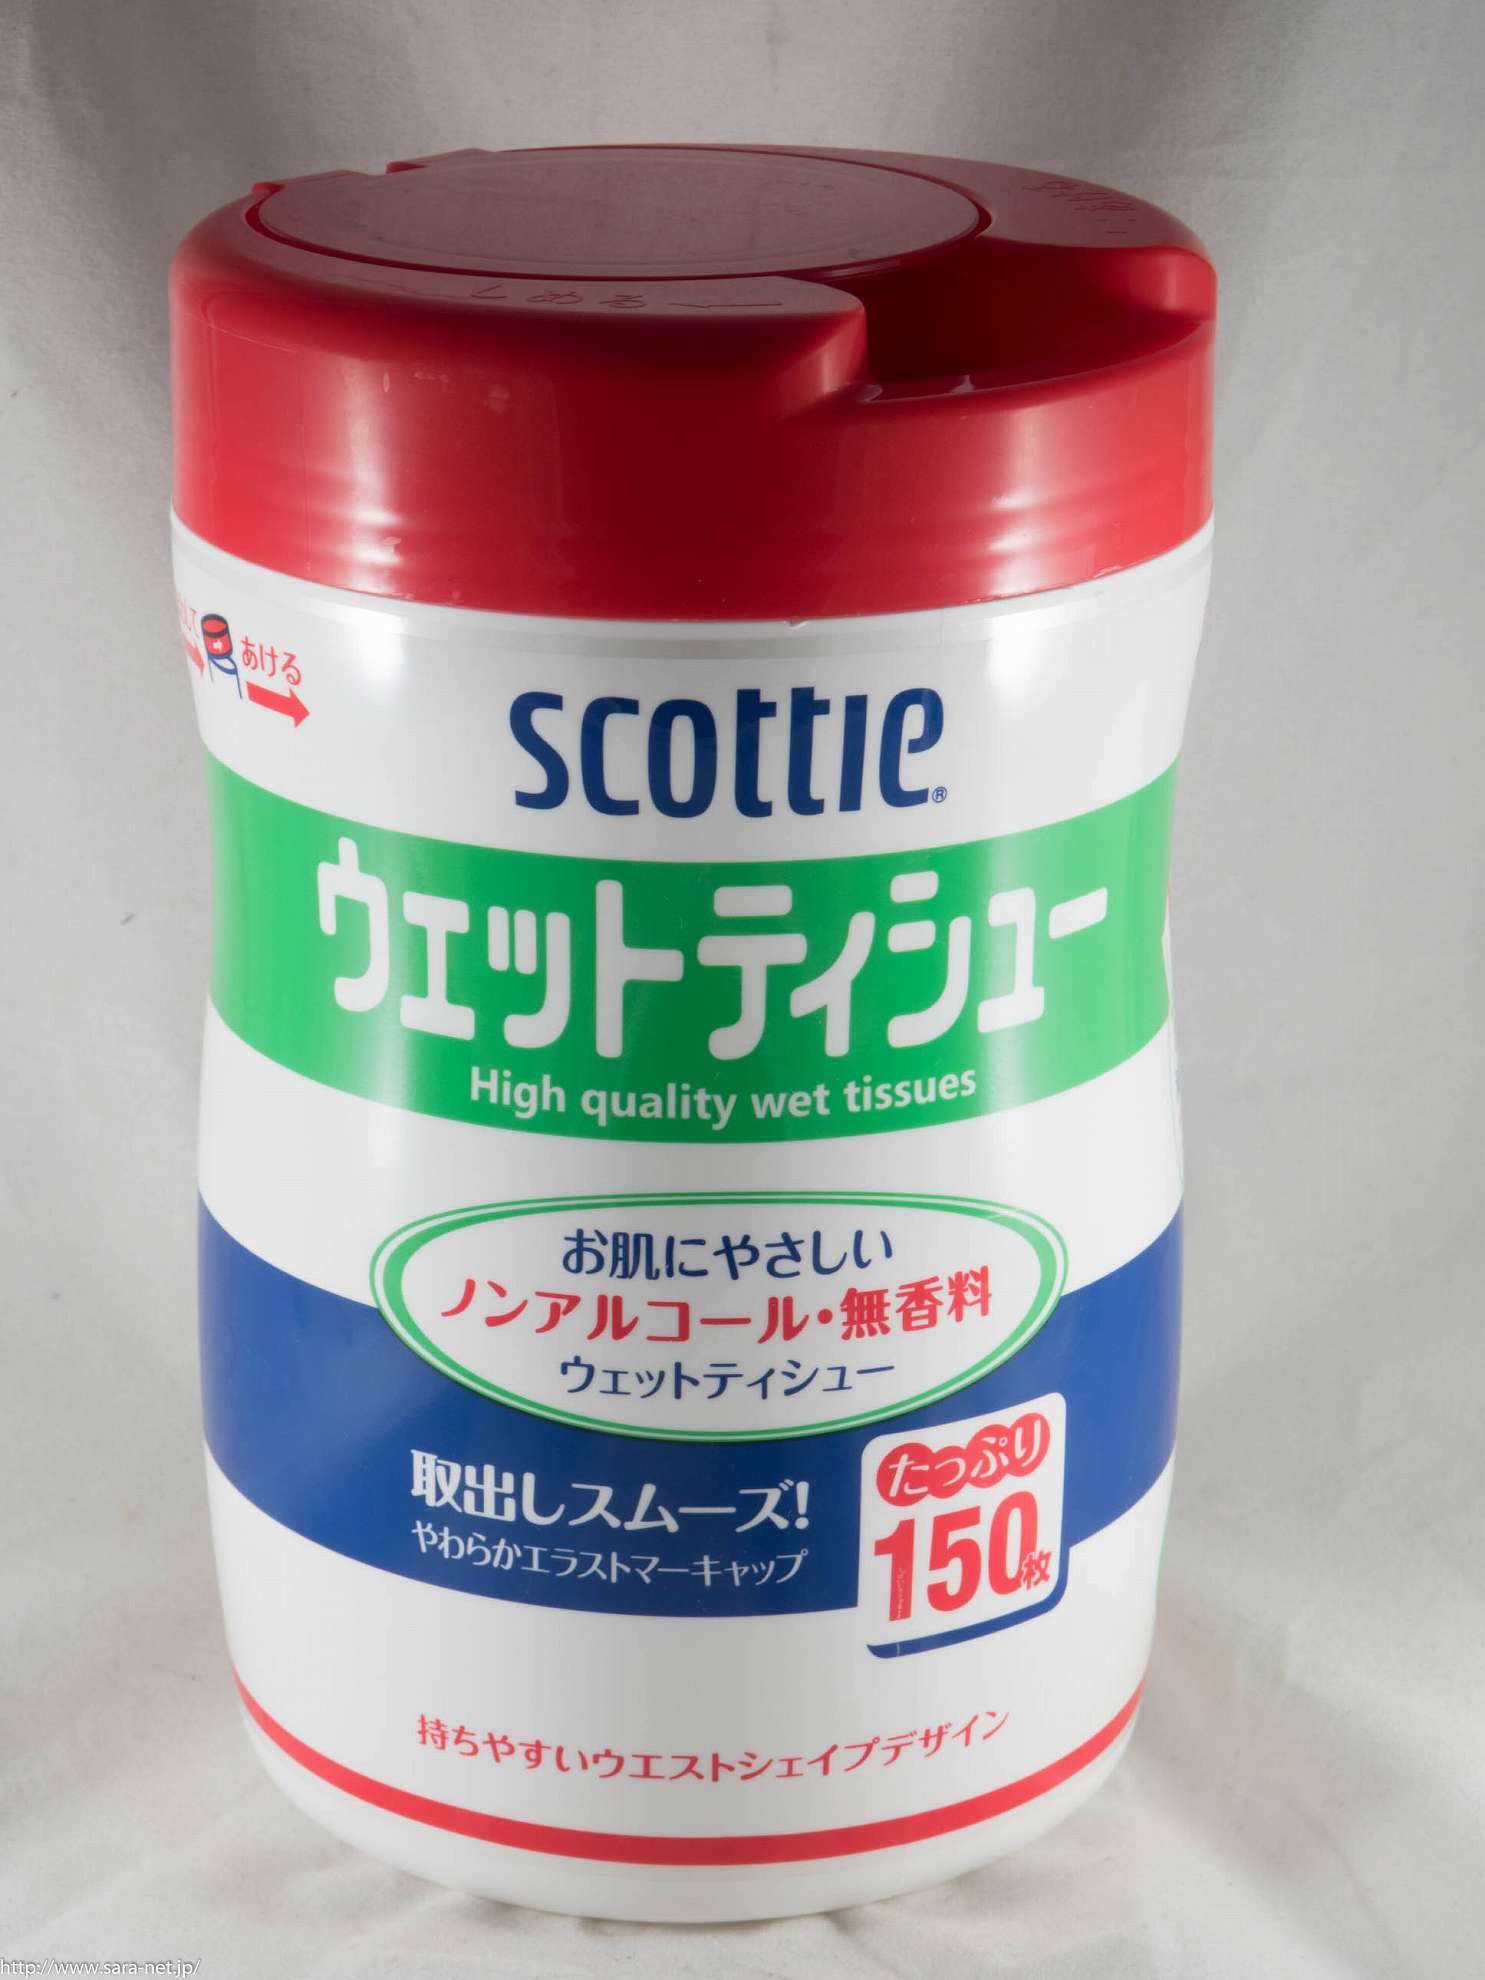 しめる
あける
scottie®
ウエットティシュー
High quality wet tissues
お肌にやさしい
ノンアルコール・無香料
ウェットティシュー
取出しスムーズ!
やわらかエラストマーキャップ
たっぷり
150枚
持ちやすいウエストシェイプデザイン
http://www.sara-net.jp/